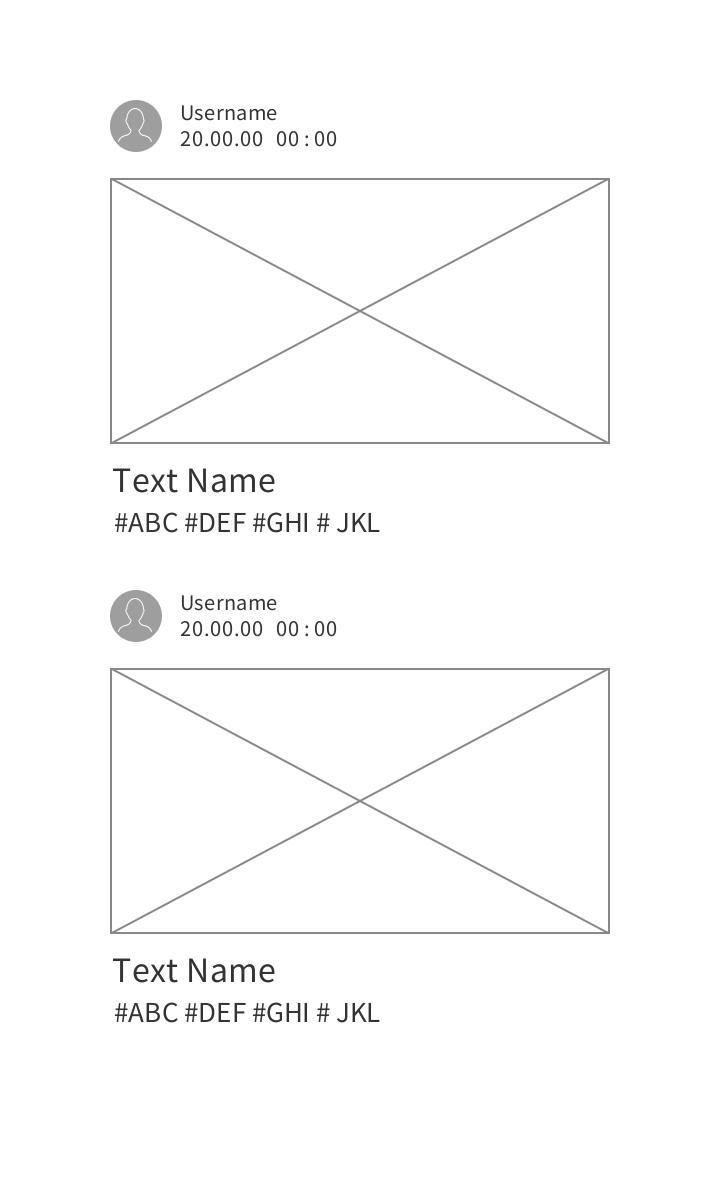 Username
20.00.00 00:00
Text Name
#ABC #DEF #GHI # JKL
Username
20.00.00 00:00
Text Name
#ABC #DEF #GHI # JKL